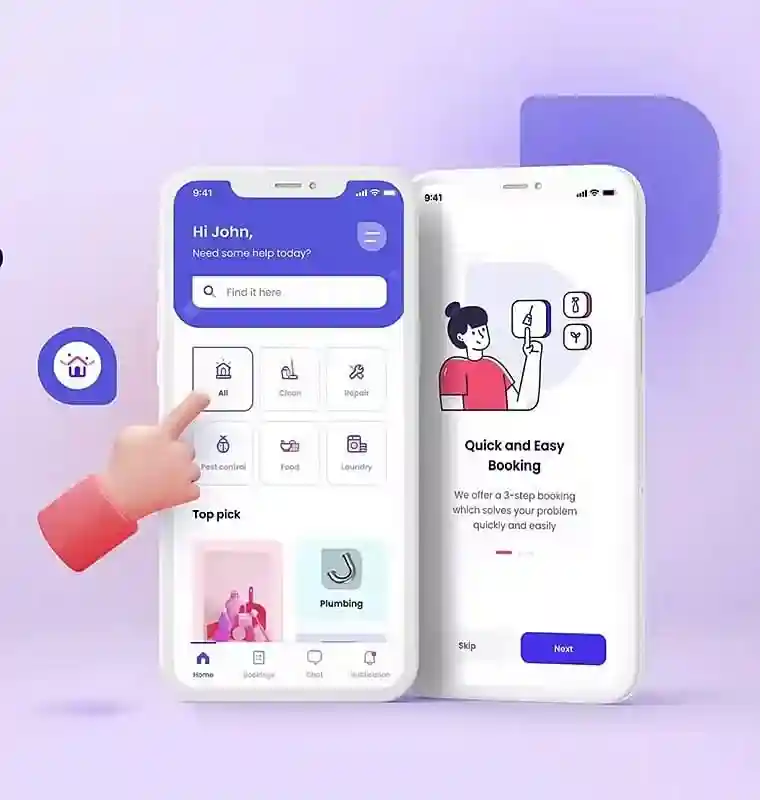 9:41
Hi John,
Need some help today?
Find it here
All
Clean
Repair
Pest control
Food
Laundry
Top pick
Plumbing
Home
Bookings
Chat
Notification
9:41
Quick and Easy
Booking
We offer a 3-step booking
which solves your problem
quickly and easily
Skip
Next